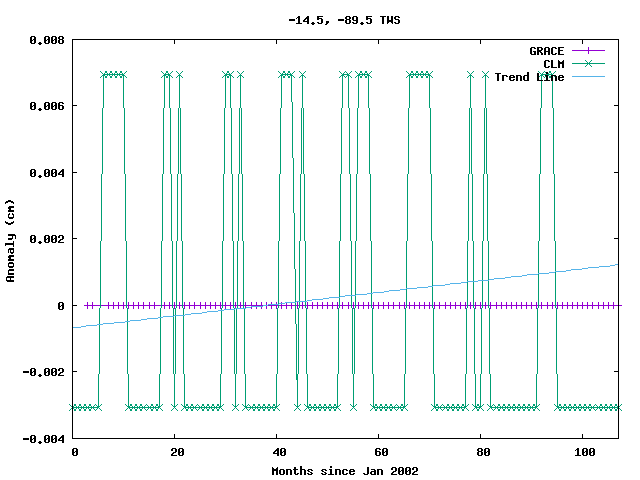 -14.5, -89.5 TWS
0.008
0.006
0.004
0.002
0
-0.002
-0.004
Anomaly (cm)
GRACE
CLM
Trend Line
0 20 40 60 80 100
Months since Jan 2002